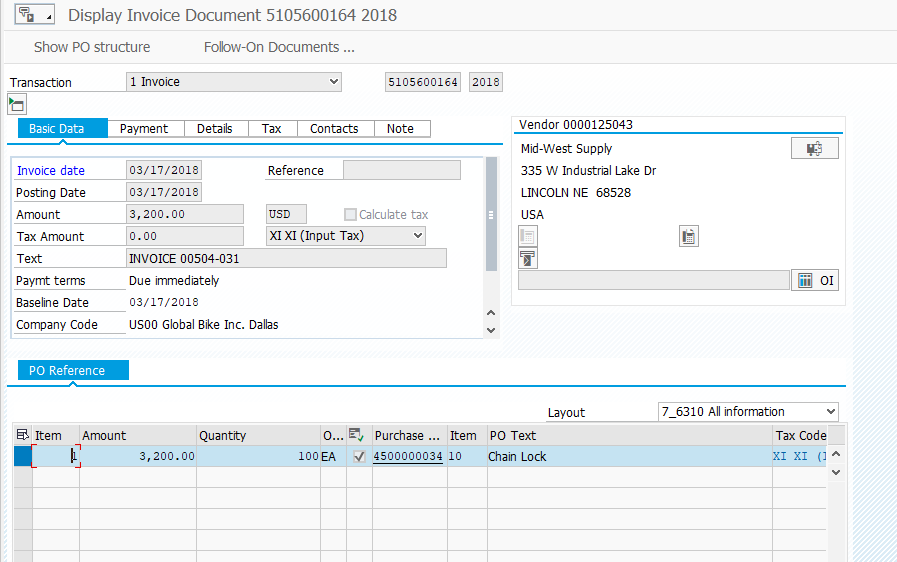 Display Invoice Document 5105600164 2018
Show PO structure Follow-On Documents ...
Transaction 1 Invoice 5105600164 2018
Basic Data Payment Details Tax Contacts Note
Invoice date 03/17/2018 Reference
Posting Date 03/17/2018
Amount 3,200.00 USD Calculate tax
Tax Amount 0.00 XI XI (Input Tax)
Text INVOICE 00504-031
Paymt terms Due immediately
Baseline Date 03/17/2018
Company Code US00 Global Bike Inc. Dallas
Vendor 0000125043
Mid-West Supply
335 W Industrial Lake Dr
LINCOLN NE 68528
USA
OI
PO Reference
Layout 7_6310 All information
Item Amount Quantity O... Purchase ... Item PO Text Tax Code
1 3,200.00 100 EA 4500000034 10 Chain Lock XI XI (I